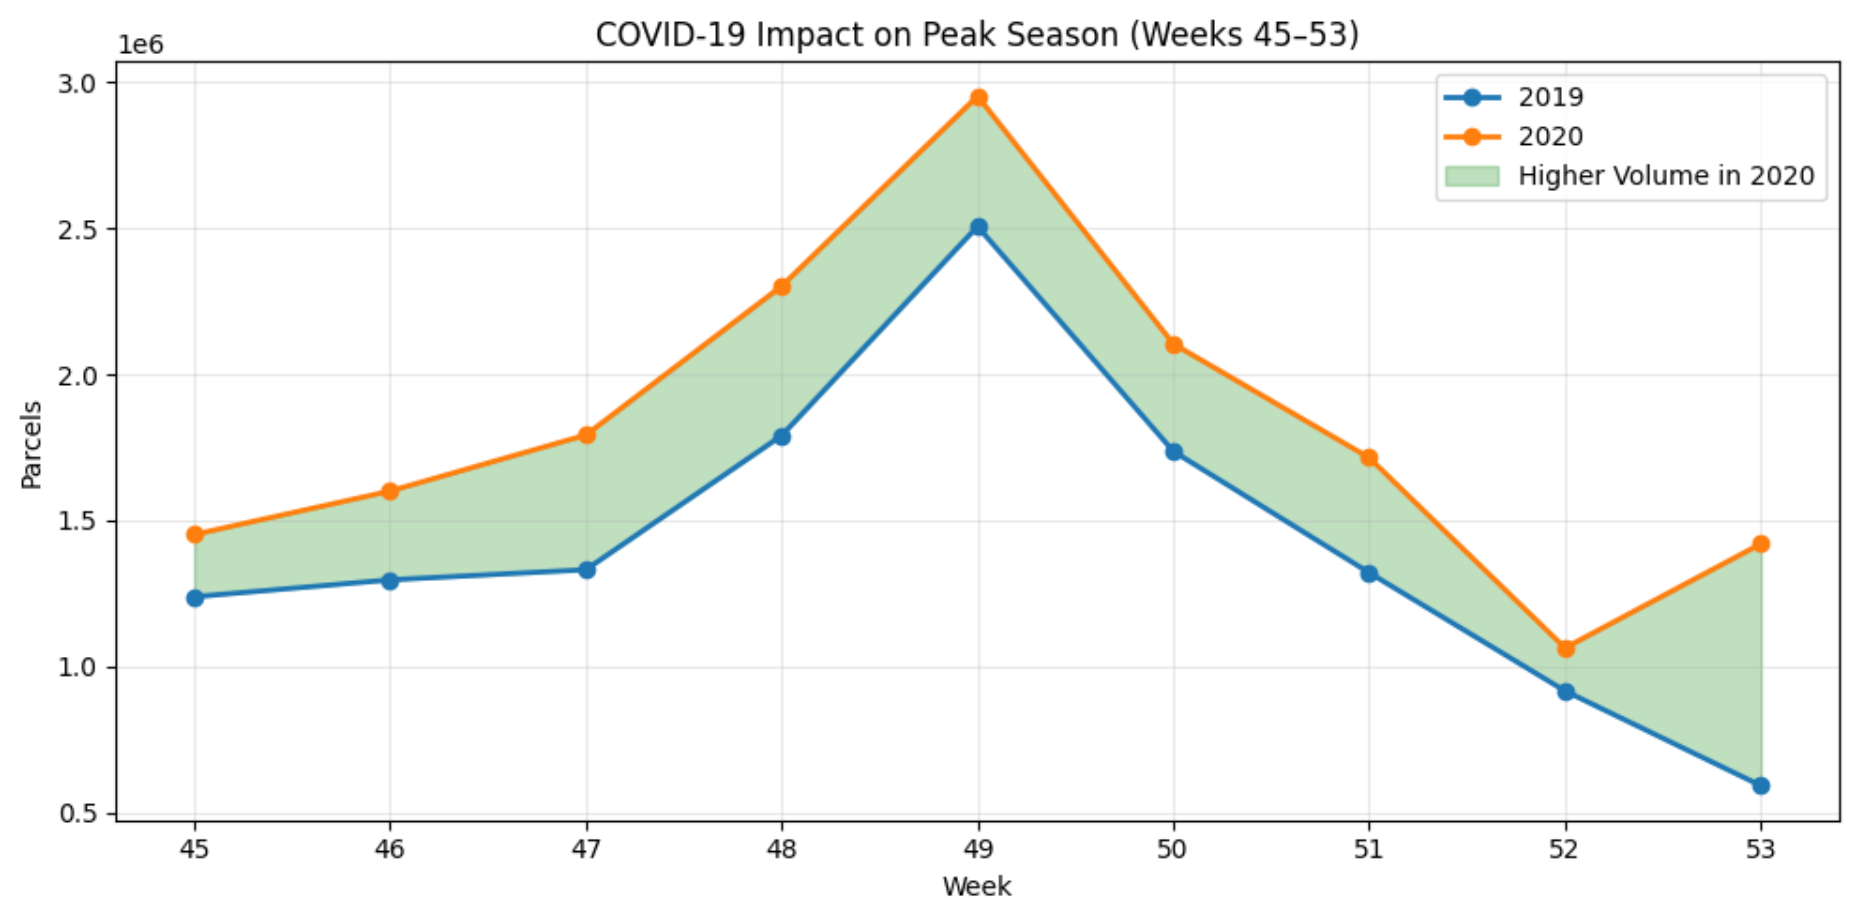 COVID-19 Impact on Peak Season (Weeks 45–53)
1e6
3.0
2.5
2.0
1.5
1.0
0.5
Parcels
2019
2020
Higher Volume in 2020
45 46 47 48 49 50 51 52 53
Week